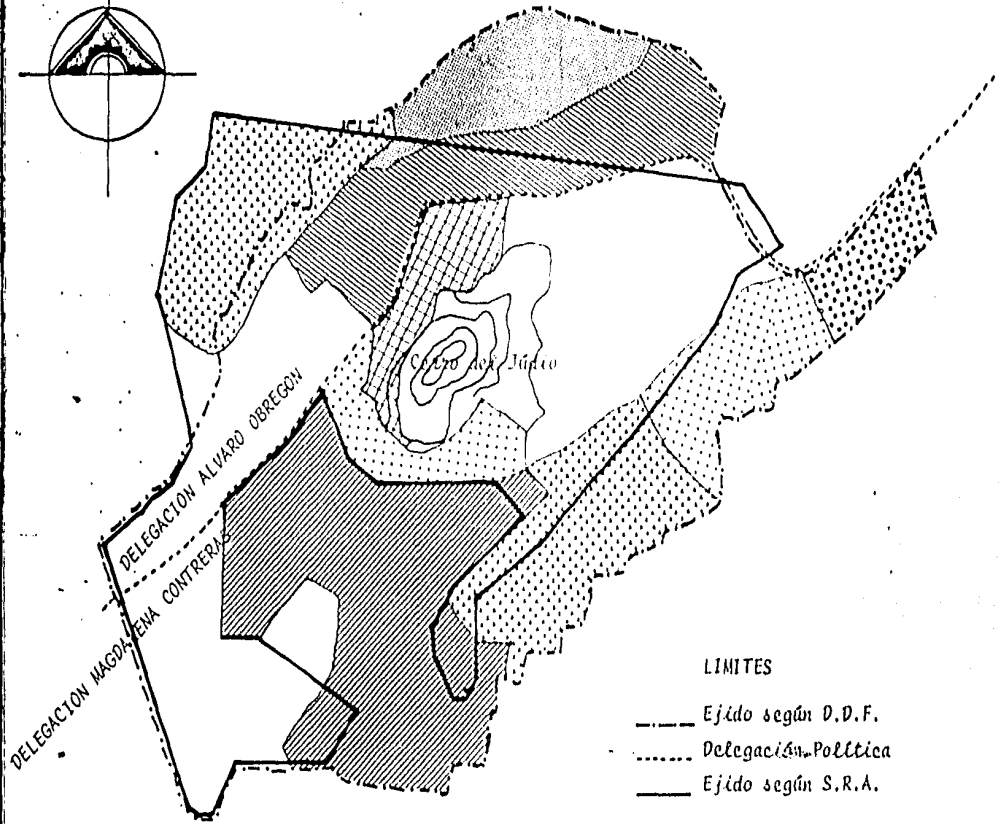 Cerro del Judío
DELEGACION ALVARO OBREGON
DELEGACION MAGDALENA CONTRERAS
LIMITES
Ejido según D.D.F.
Delegación Política
Ejido según S.R.A.